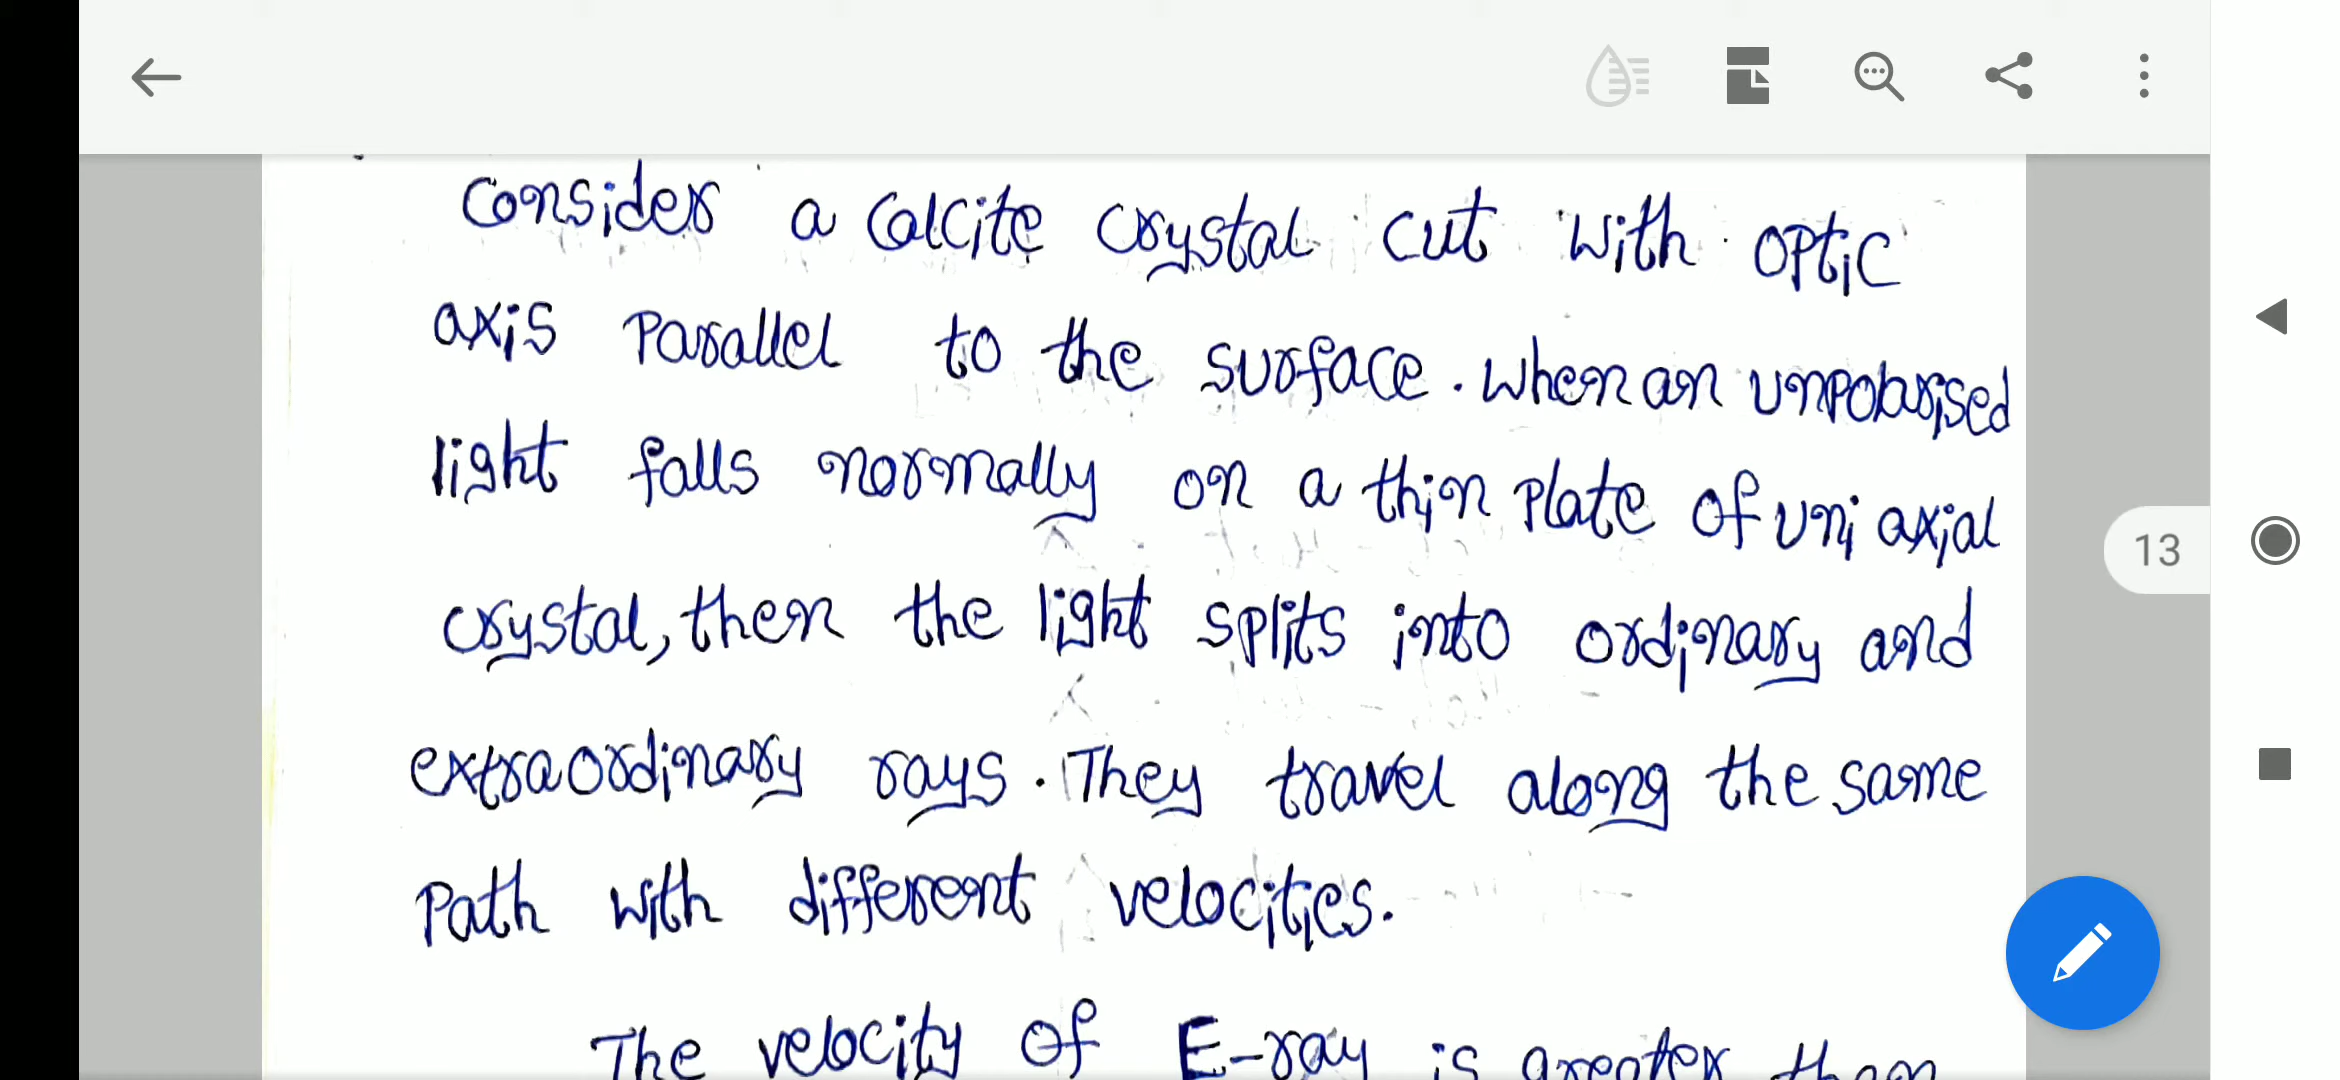 Consider a Calcite crystal cut with optic
axis parallel to the surface. When an unpolarised
light falls normally on a thin plate of uni axial
crystal, then the light splits into ordinary and
extraordinary rays. They travel along the same
path with different velocities.
The velocity of E-ray is greater than
13